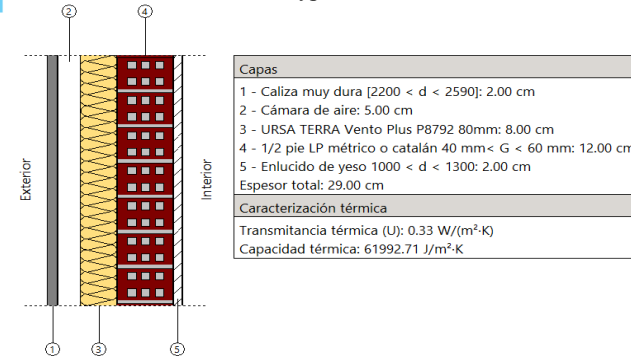 2
4
Exterior
Interior
1
3
5
Capas
1 - Caliza muy dura [2200 < d < 2590]: 2.00 cm
2 - Cámara de aire: 5.00 cm
3 - URSA TERRA Vento Plus P8792 80mm: 8.00 cm
4 - 1/2 pie LP métrico o catalán 40 mm< G < 60 mm: 12.00 cm
5 - Enlucido de yeso 1000 < d < 1300: 2.00 cm
Espesor total: 29.00 cm
Caracterización térmica
Transmitancia térmica (U): 0.33 W/(m²·K)
Capacidad térmica: 61992.71 J/m²·K